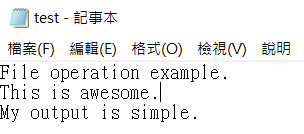 test - 記事本
檔案(F) 編輯(E) 格式(O) 檢視(V) 說明
File operation example.
This is awesome.
My output is simple.